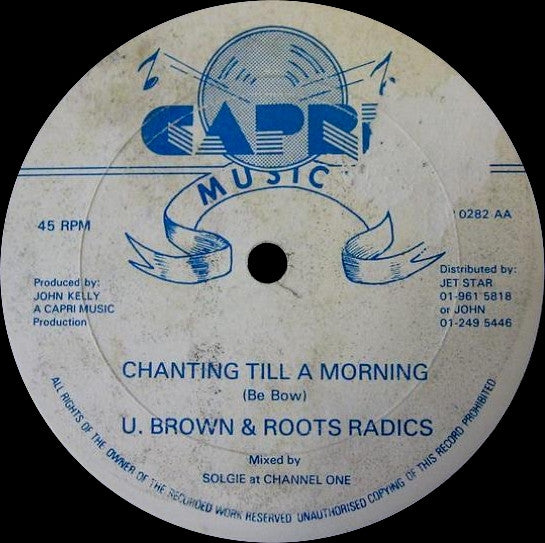 CAPRI
MUSIC
45 RPM
0282 AA
Produced by:
JOHN KELLY
A CAPRI MUSIC
Production
Distributed by:
JET STAR
01-961 5818
or JOHN
01-249 5446
CHANTING TILL A MORNING
(Be Bow)
U. BROWN & ROOTS RADICS
Mixed by
SOLGIE at CHANNEL ONE
ALL RIGHTS OF THE OWNER OF THE RECORDED WORK RESERVED UNAUTHORISED COPYING OF THIS RECORD PROHIBITED